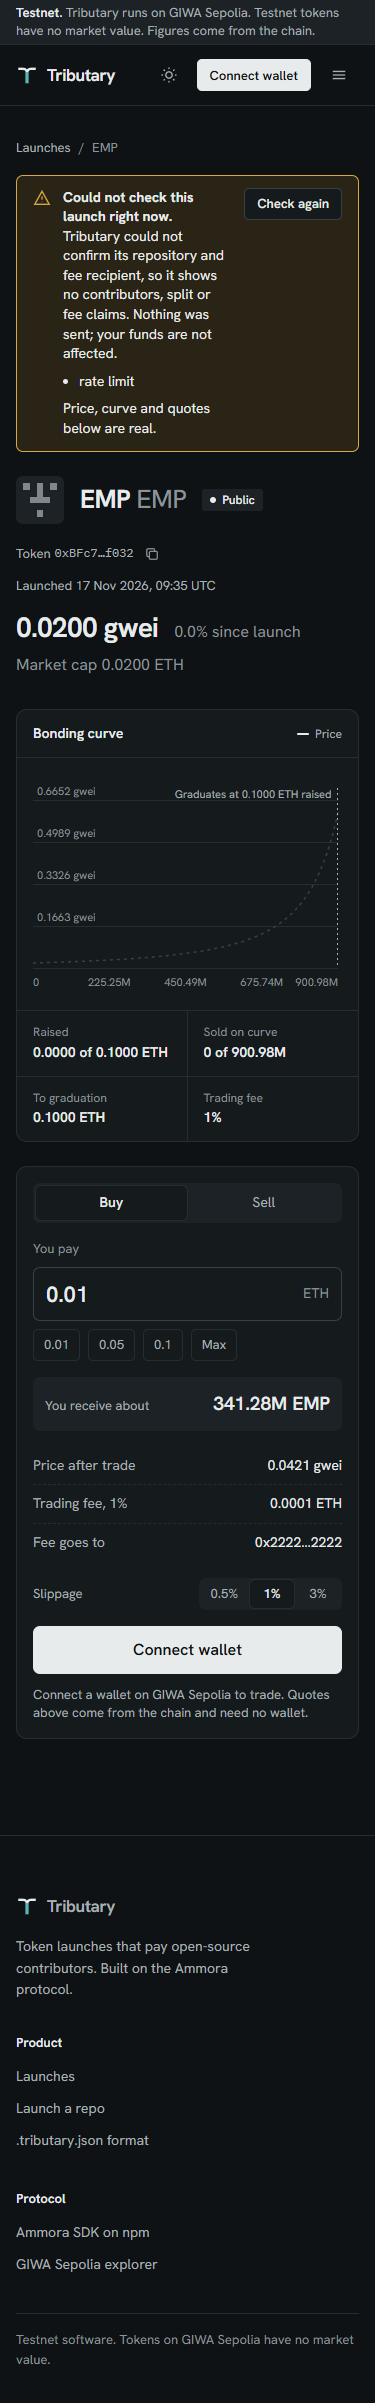 Testnet. Tributary runs on GIWA Sepolia. Testnet tokens
have no market value. Figures come from the chain.
Tributary
Connect wallet
Launches / EMP
Could not check this
launch right now.
Tributary could not
confirm its repository and
fee recipient, so it shows
no contributors, split or
fee claims. Nothing was
sent; your funds are not
affected.
• rate limit
Price, curve and quotes
below are real.
Check again
EMP EMP
Public
Token 0xBFc7…f032
Launched 17 Nov 2026, 09:35 UTC
0.0200 gwei 0.0% since launch
Market cap 0.0200 ETH
Bonding curve
Price
0.6652 gwei
Graduates at 0.1000 ETH raised
0.4989 gwei
0.3326 gwei
0.1663 gwei
0 225.25M 450.49M 675.74M 900.98M
Raised
0.0000 of 0.1000 ETH
Sold on curve
0 of 900.98M
To graduation
0.1000 ETH
Trading fee
1%
Buy
Sell
You pay
0.01 ETH
0.01 0.05 0.1 Max
You receive about 341.28M EMP
Price after trade 0.0421 gwei
Trading fee, 1% 0.0001 ETH
Fee goes to 0x2222…2222
Slippage 0.5% 1% 3%
Connect wallet
Connect a wallet on GIWA Sepolia to trade. Quotes
above come from the chain and need no wallet.
Tributary
Token launches that pay open-source
contributors. Built on the Ammora
protocol.
Product
Launches
Launch a repo
.tributary.json format
Protocol
Ammora SDK on npm
GIWA Sepolia explorer
Testnet software. Tokens on GIWA Sepolia have no market
value.